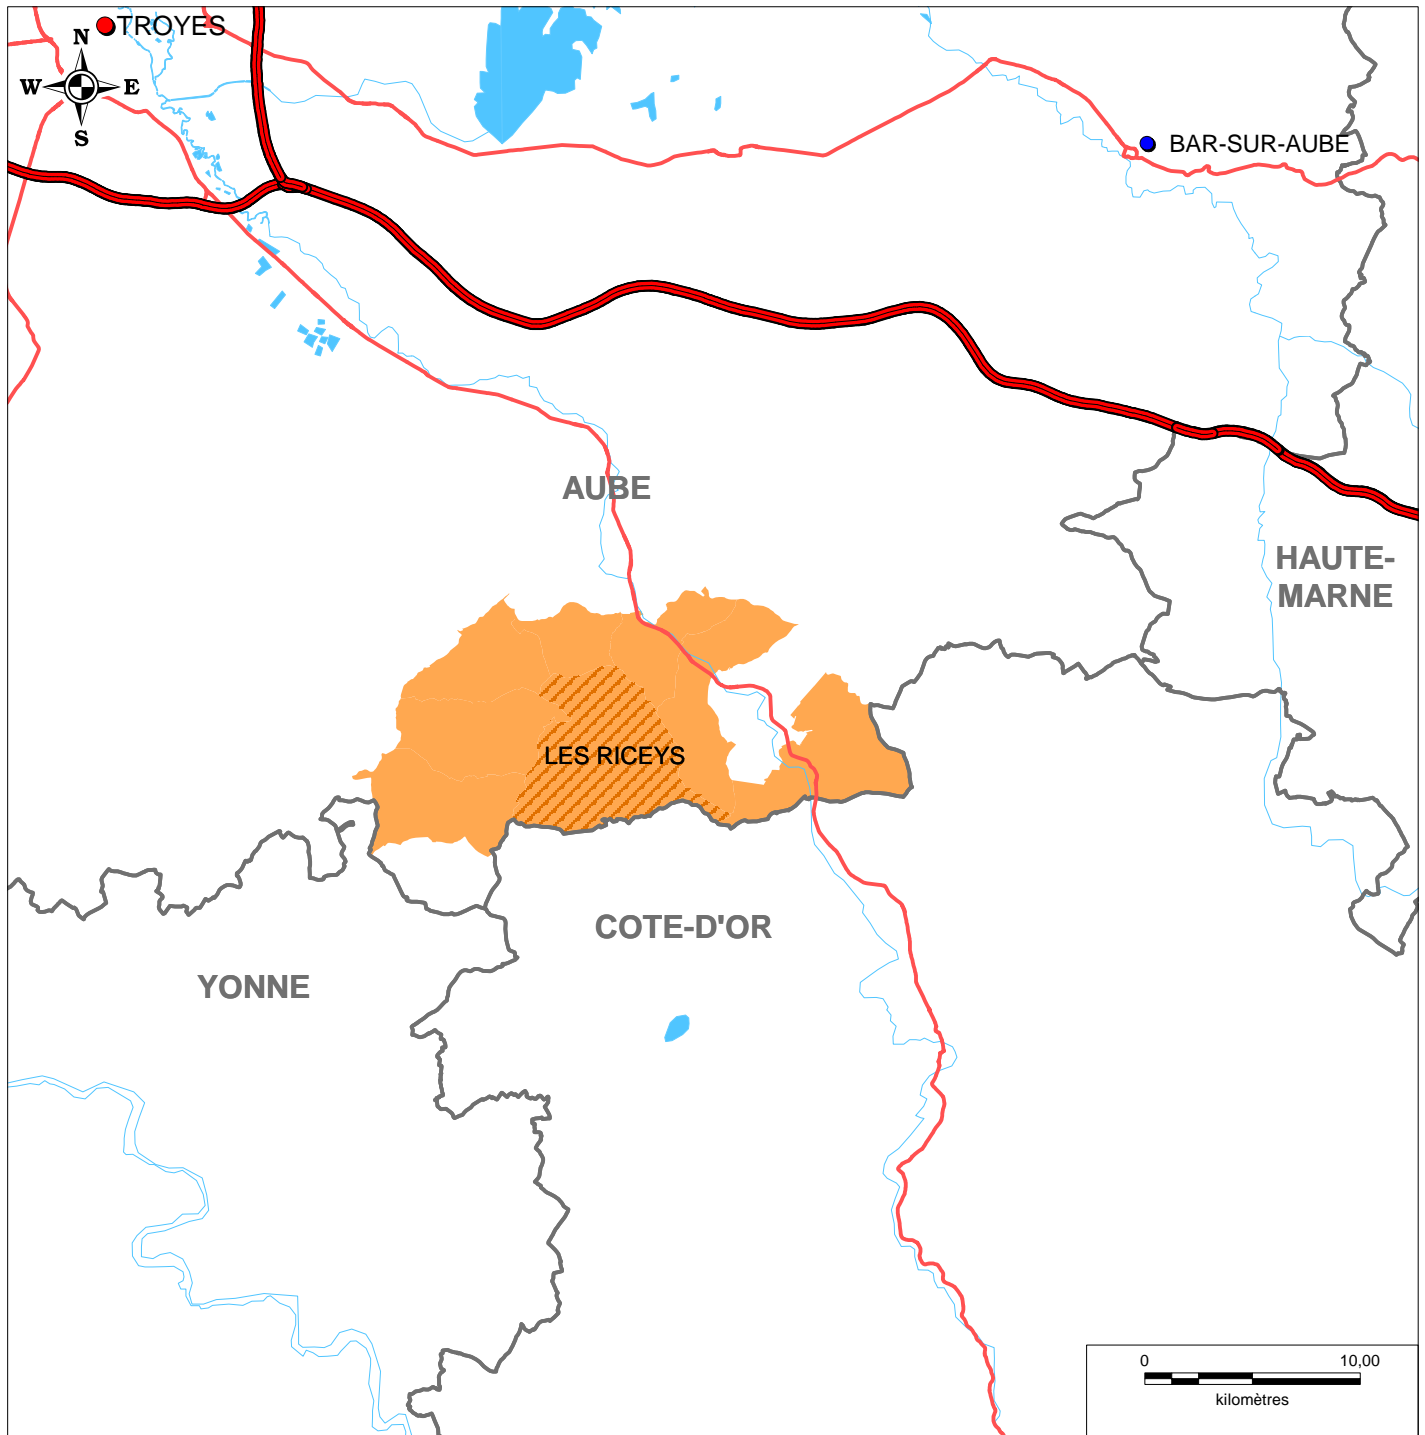 TROYES
N
W E
S
BAR-SUR-AUBE
AUBE
HAUTE-
MARNE
LES RICEYS
COTE-D'OR
YONNE
0 10,00
kilomètres